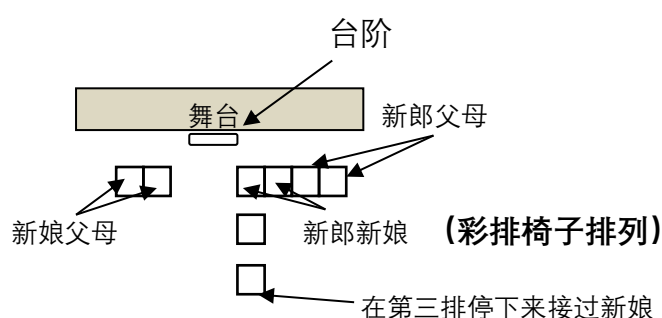 台阶
舞台
新郎父母
新娘父母
新郎新娘
(彩排椅子排列)
在第三排停下来接过新娘